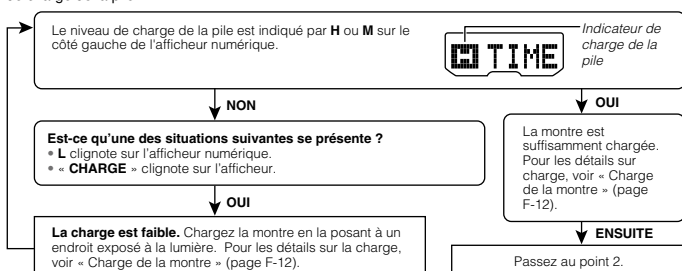 Le niveau de charge de la pile est indiqué par H ou M sur le
côté gauche de l'afficheur numérique.
TIME
Indicateur de
charge de la
pile
NON
OUI
Est-ce qu'une des situations suivantes se présente ?
• L clignote sur l'afficheur numérique.
• « CHARGE » clignote sur l'afficheur.
La montre est
suffisamment chargée.
Pour les détails sur
charge, voir « Charge
de la montre » (page
F-12).
OUI
La charge est faible. Chargez la montre en la posant à un
endroit exposé à la lumière. Pour les détails sur la charge,
voir « Charge de la montre » (page F-12).
ENSUITE
Passez au point 2.